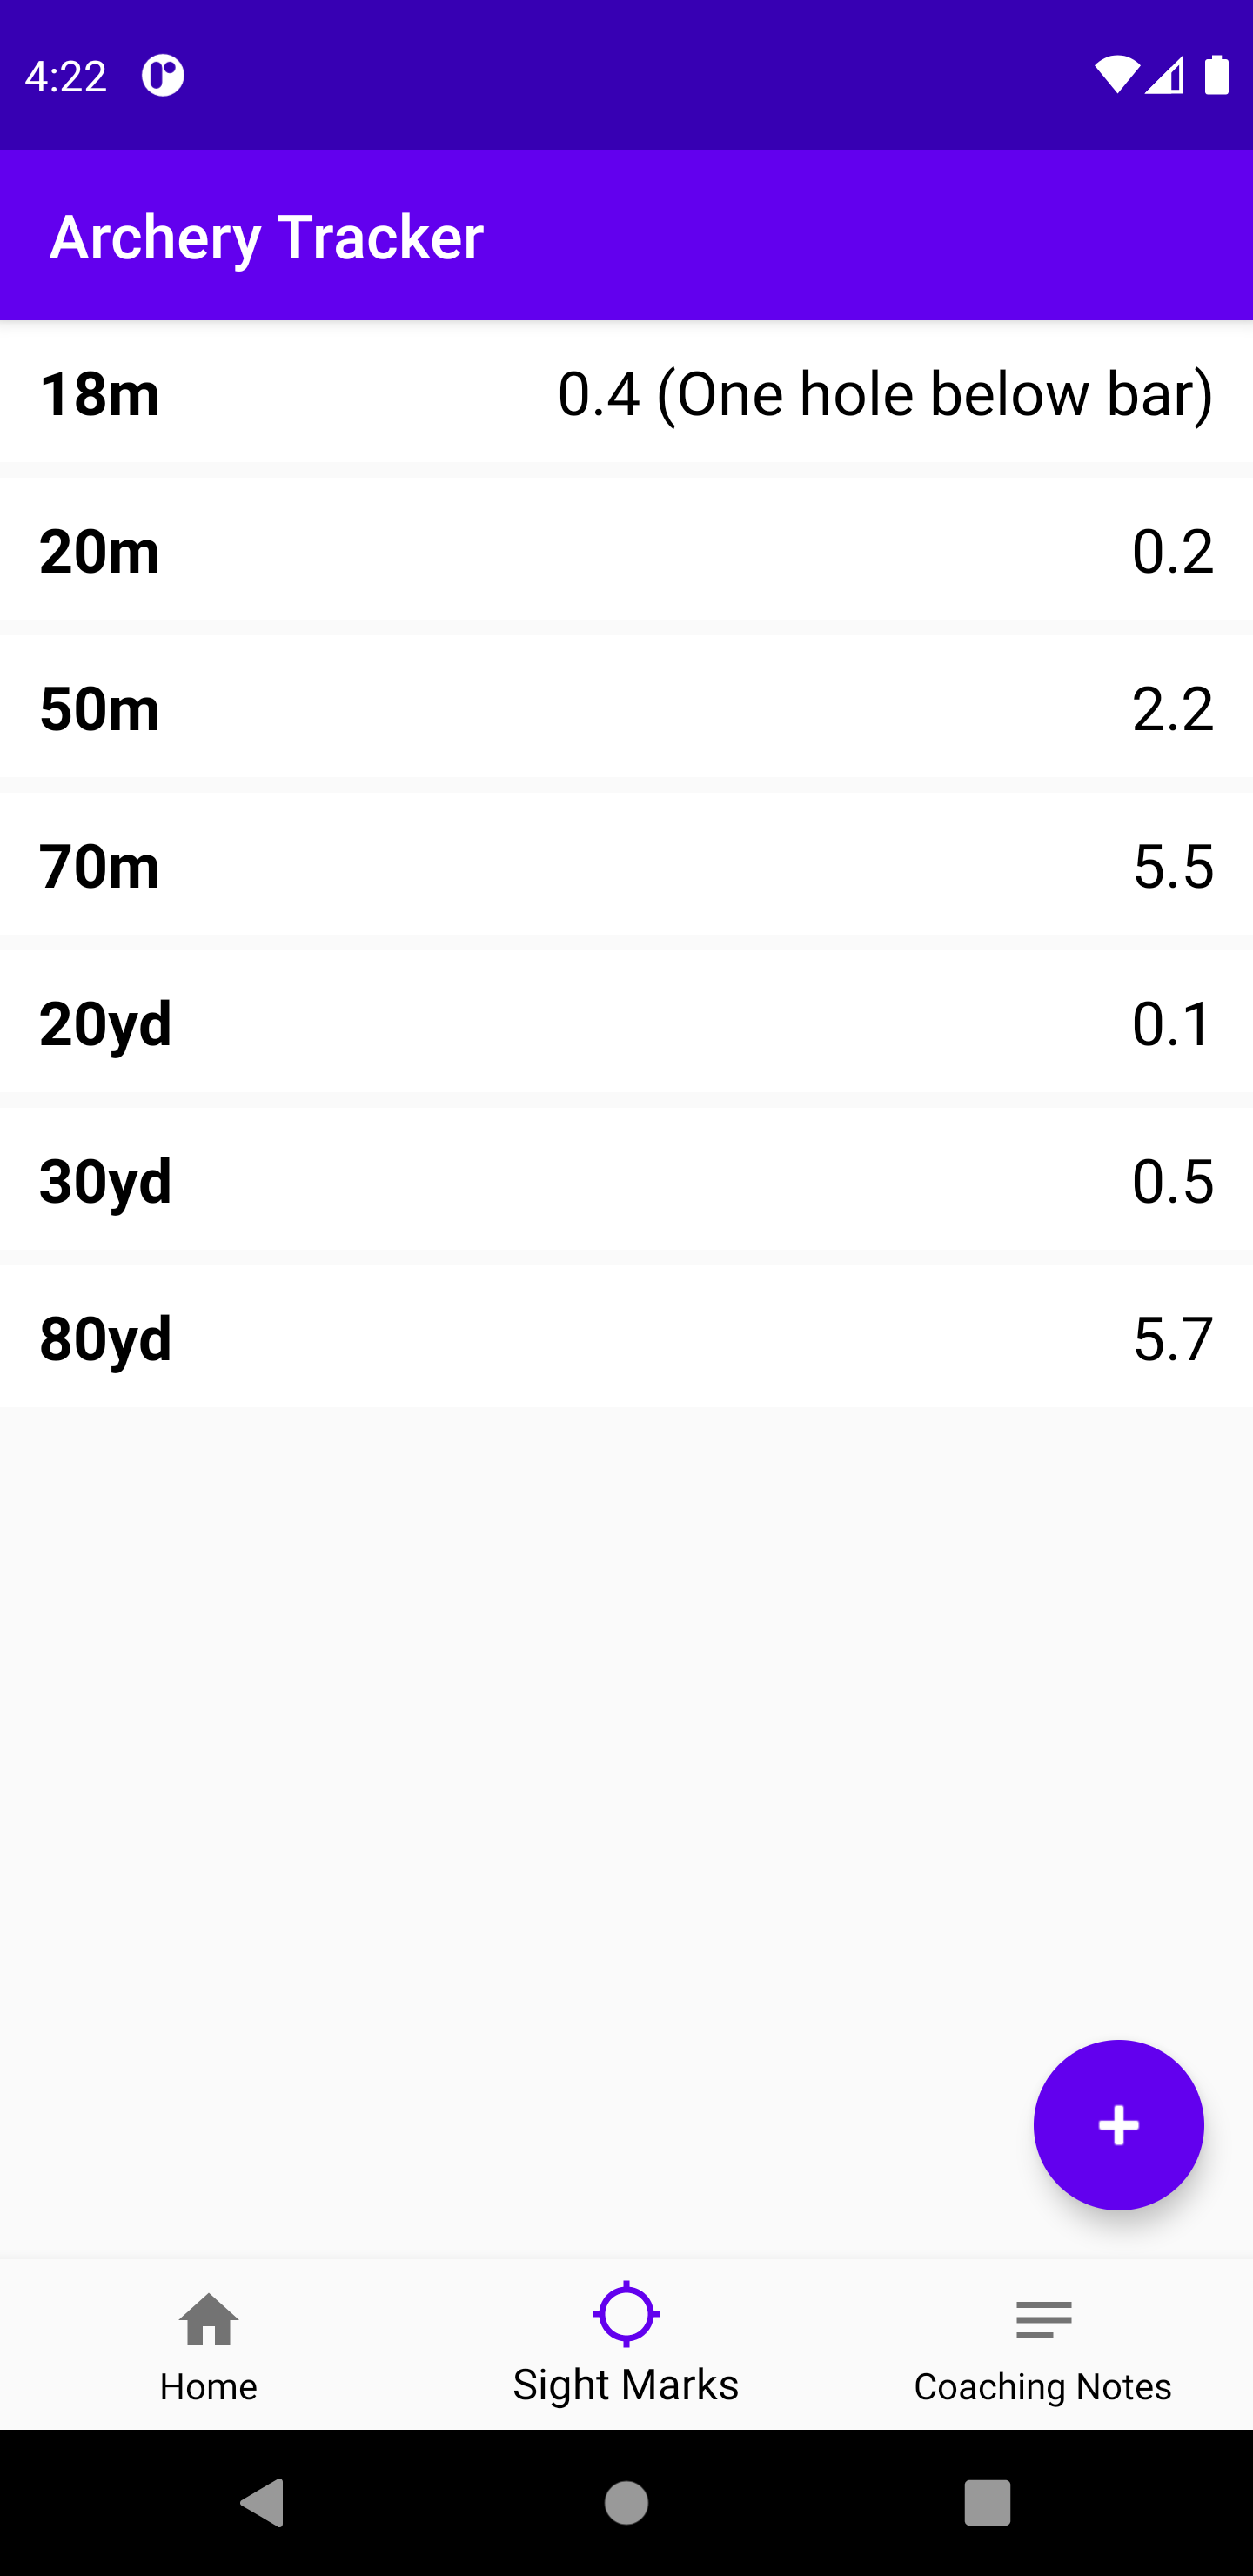 4:22
Archery Tracker
18m 0.4 (One hole below bar)
20m 0.2
50m 2.2
70m 5.5
20yd 0.1
30yd 0.5
80yd 5.7
Home Sight Marks Coaching Notes